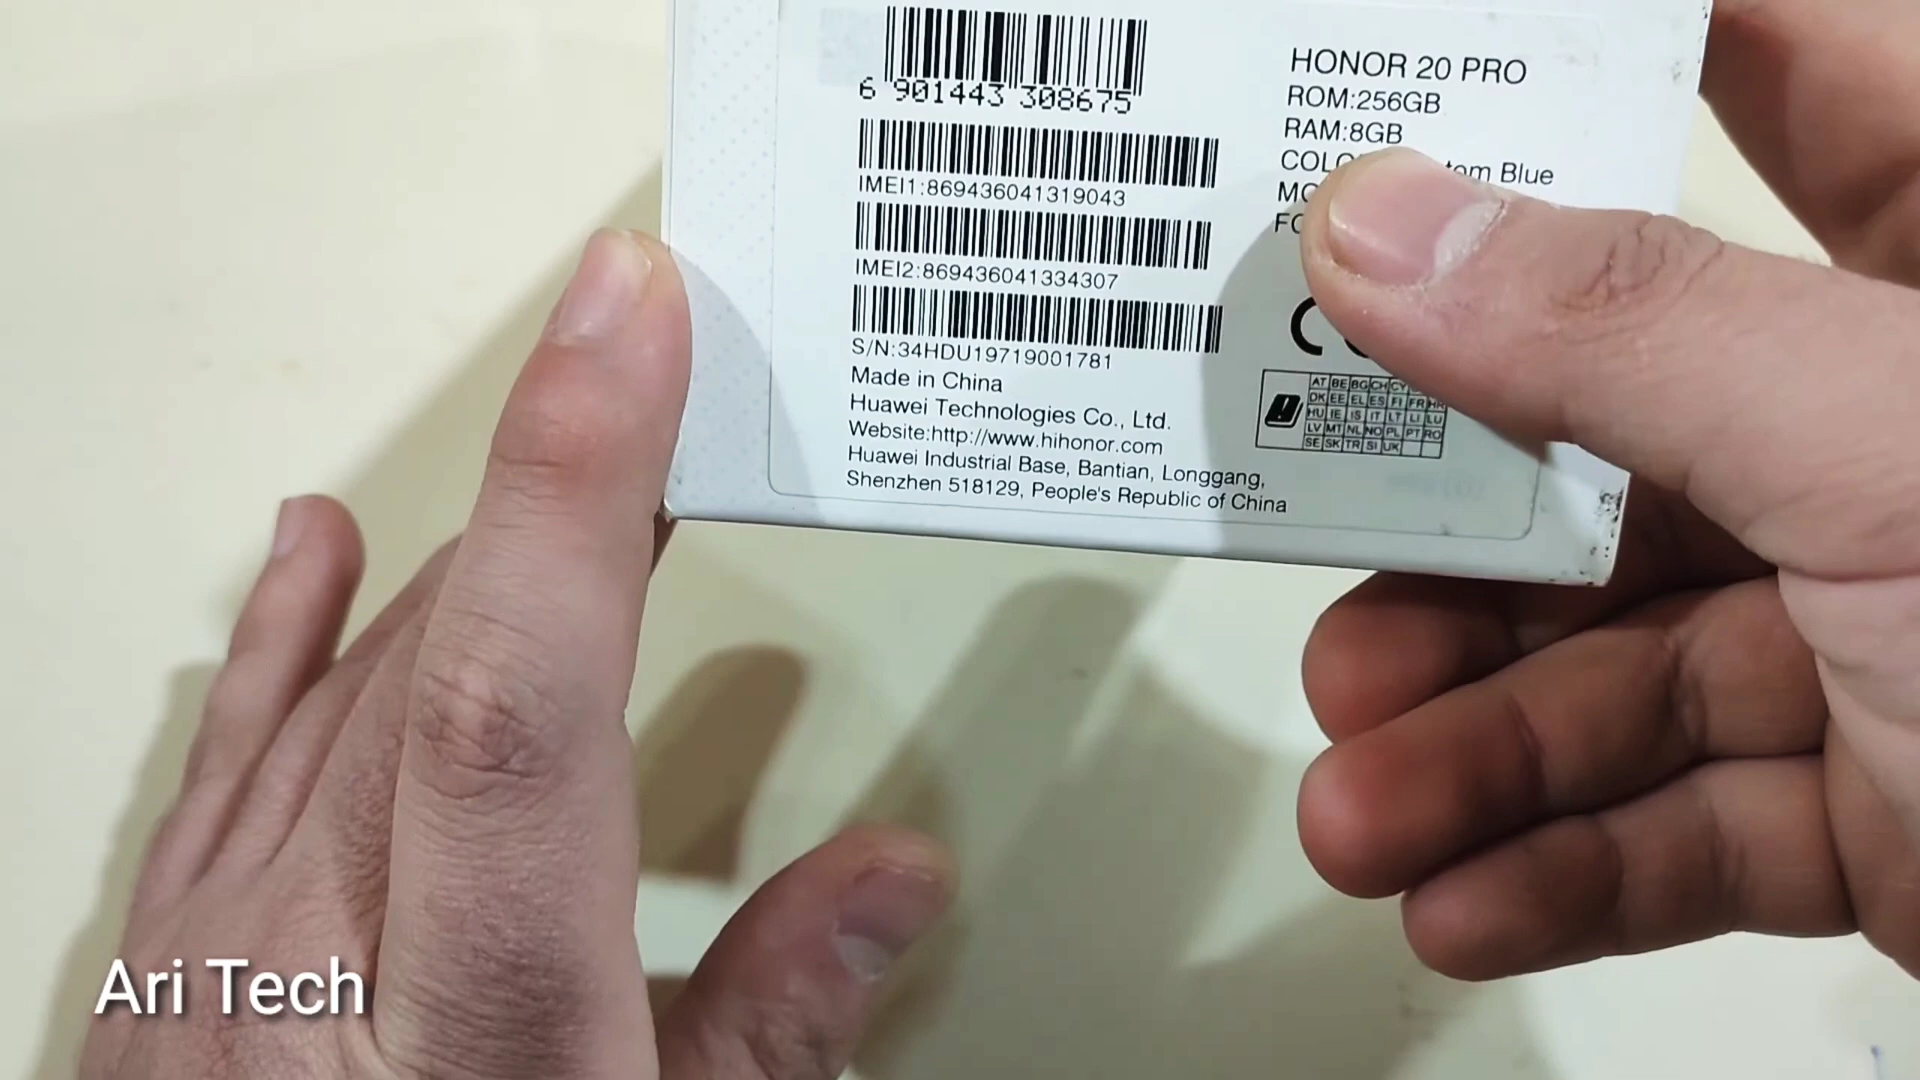 6 901443 308675
IMEI1:869436041319043
IMEI2:869436041334307
S/N:34HDU19719001781
Made in China
Huawei Technologies Co., Ltd.
Website:http://www.hihonor.com
Huawei Industrial Base, Bantian, Longgang,
Shenzhen 518129, People's Republic of China
HONOR 20 PRO
ROM:256GB
RAM:8GB
Blue
AT BE BG CH CY
DK EE EL ES FI FR HR
HU IE IS IT LT LI LU
LV MT NL NO PL PT RO
SE SK TR SI UK
Ari Tech